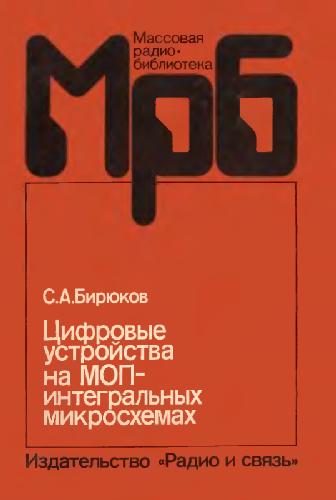 Массовая
радио-
библиотека
МРБ
С.А.Бирюков
Цифровые
устройства
на МОП-
интегральных
микросхемах
Издательство «Радио и связь»